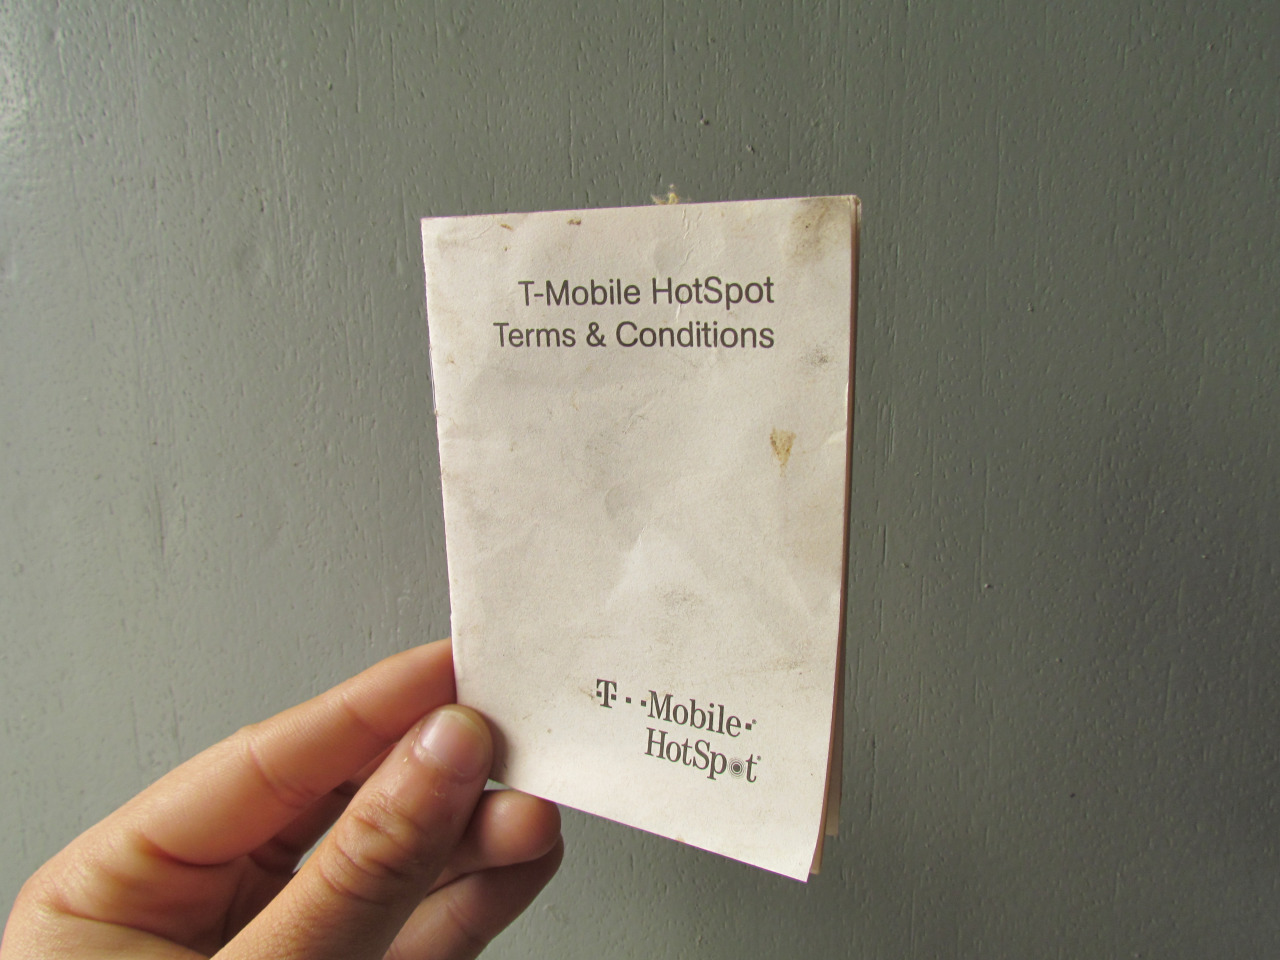 T-Mobile HotSpot
Terms & Conditions
T··Mobile·®
HotSpot®